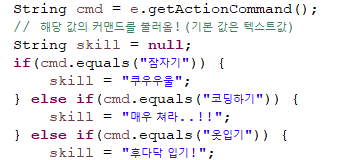 String cmd = e.getActionCommand();
// 해당 값의 커맨드를 불러옴! (기본 값은 텍스트값)
String skill = null;
if(cmd.equals("잠자기")) {
    skill = "쿠우우울";
} else if(cmd.equals("코딩하기")) {
    skill = "매우 쳐라..!!";
} else if(cmd.equals("옷입기")) {
    skill = "후다닥 입기!";